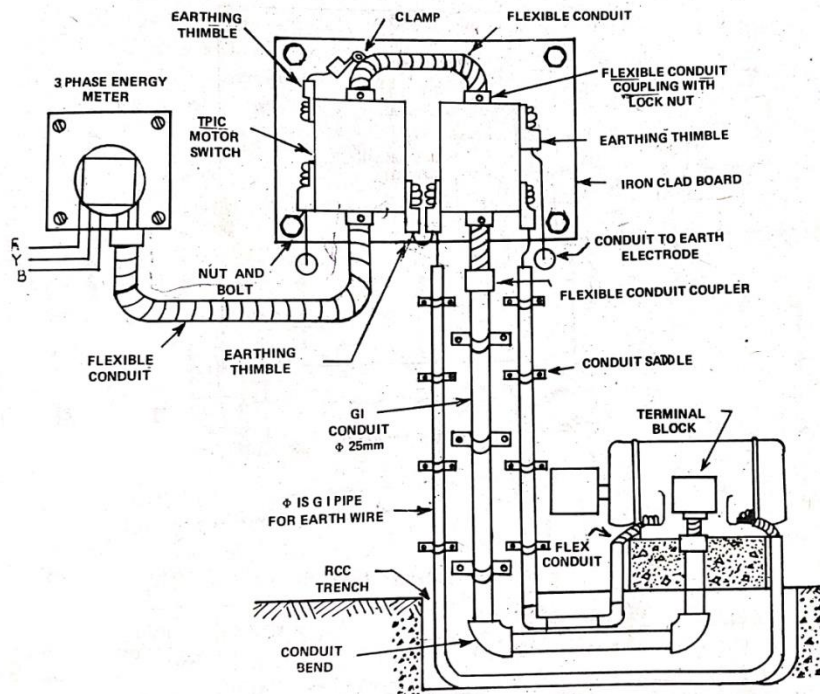 EARTHING
THIMBLE
CLAMP
FLEXIBLE CONDUIT
3 PHASE ENERGY
METER
TPIC
MOTOR
SWITCH
FLEXIBLE CONDUIT
COUPLING WITH
LOCK NUT
EARTHING THIMBLE
IRON CLAD BOARD
R
Y
B
NUT AND
BOLT
CONDUIT TO EARTH
ELECTRODE
FLEXIBLE CONDUIT COUPLER
FLEXIBLE
CONDUIT
EARTHING
THIMBLE
CONDUIT SADDLE
GI
CONDUIT
Φ 25mm
TERMINAL
BLOCK
Φ IS G I PIPE
FOR EARTH WIRE
FLEX
CONDUIT
RCC
TRENCH
CONDUIT
BEND